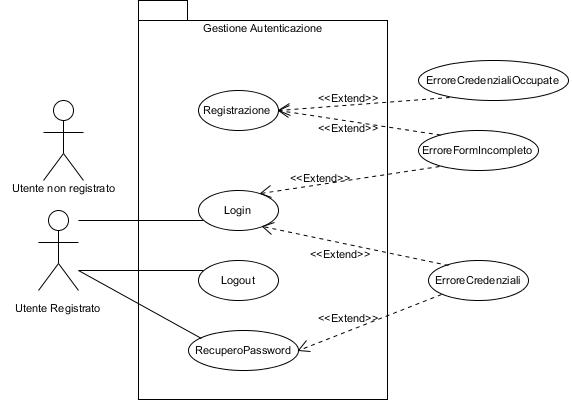 Gestione Autenticazione
ErroreCredenzialiOccupate
<<Extend>>
Registrazione
<<Extend>>
ErroreFormIncompleto
<<Extend>>
Utente non registrato
Login
<<Extend>>
Logout
ErroreCredenziali
Utente Registrato
<<Extend>>
RecuperoPassword